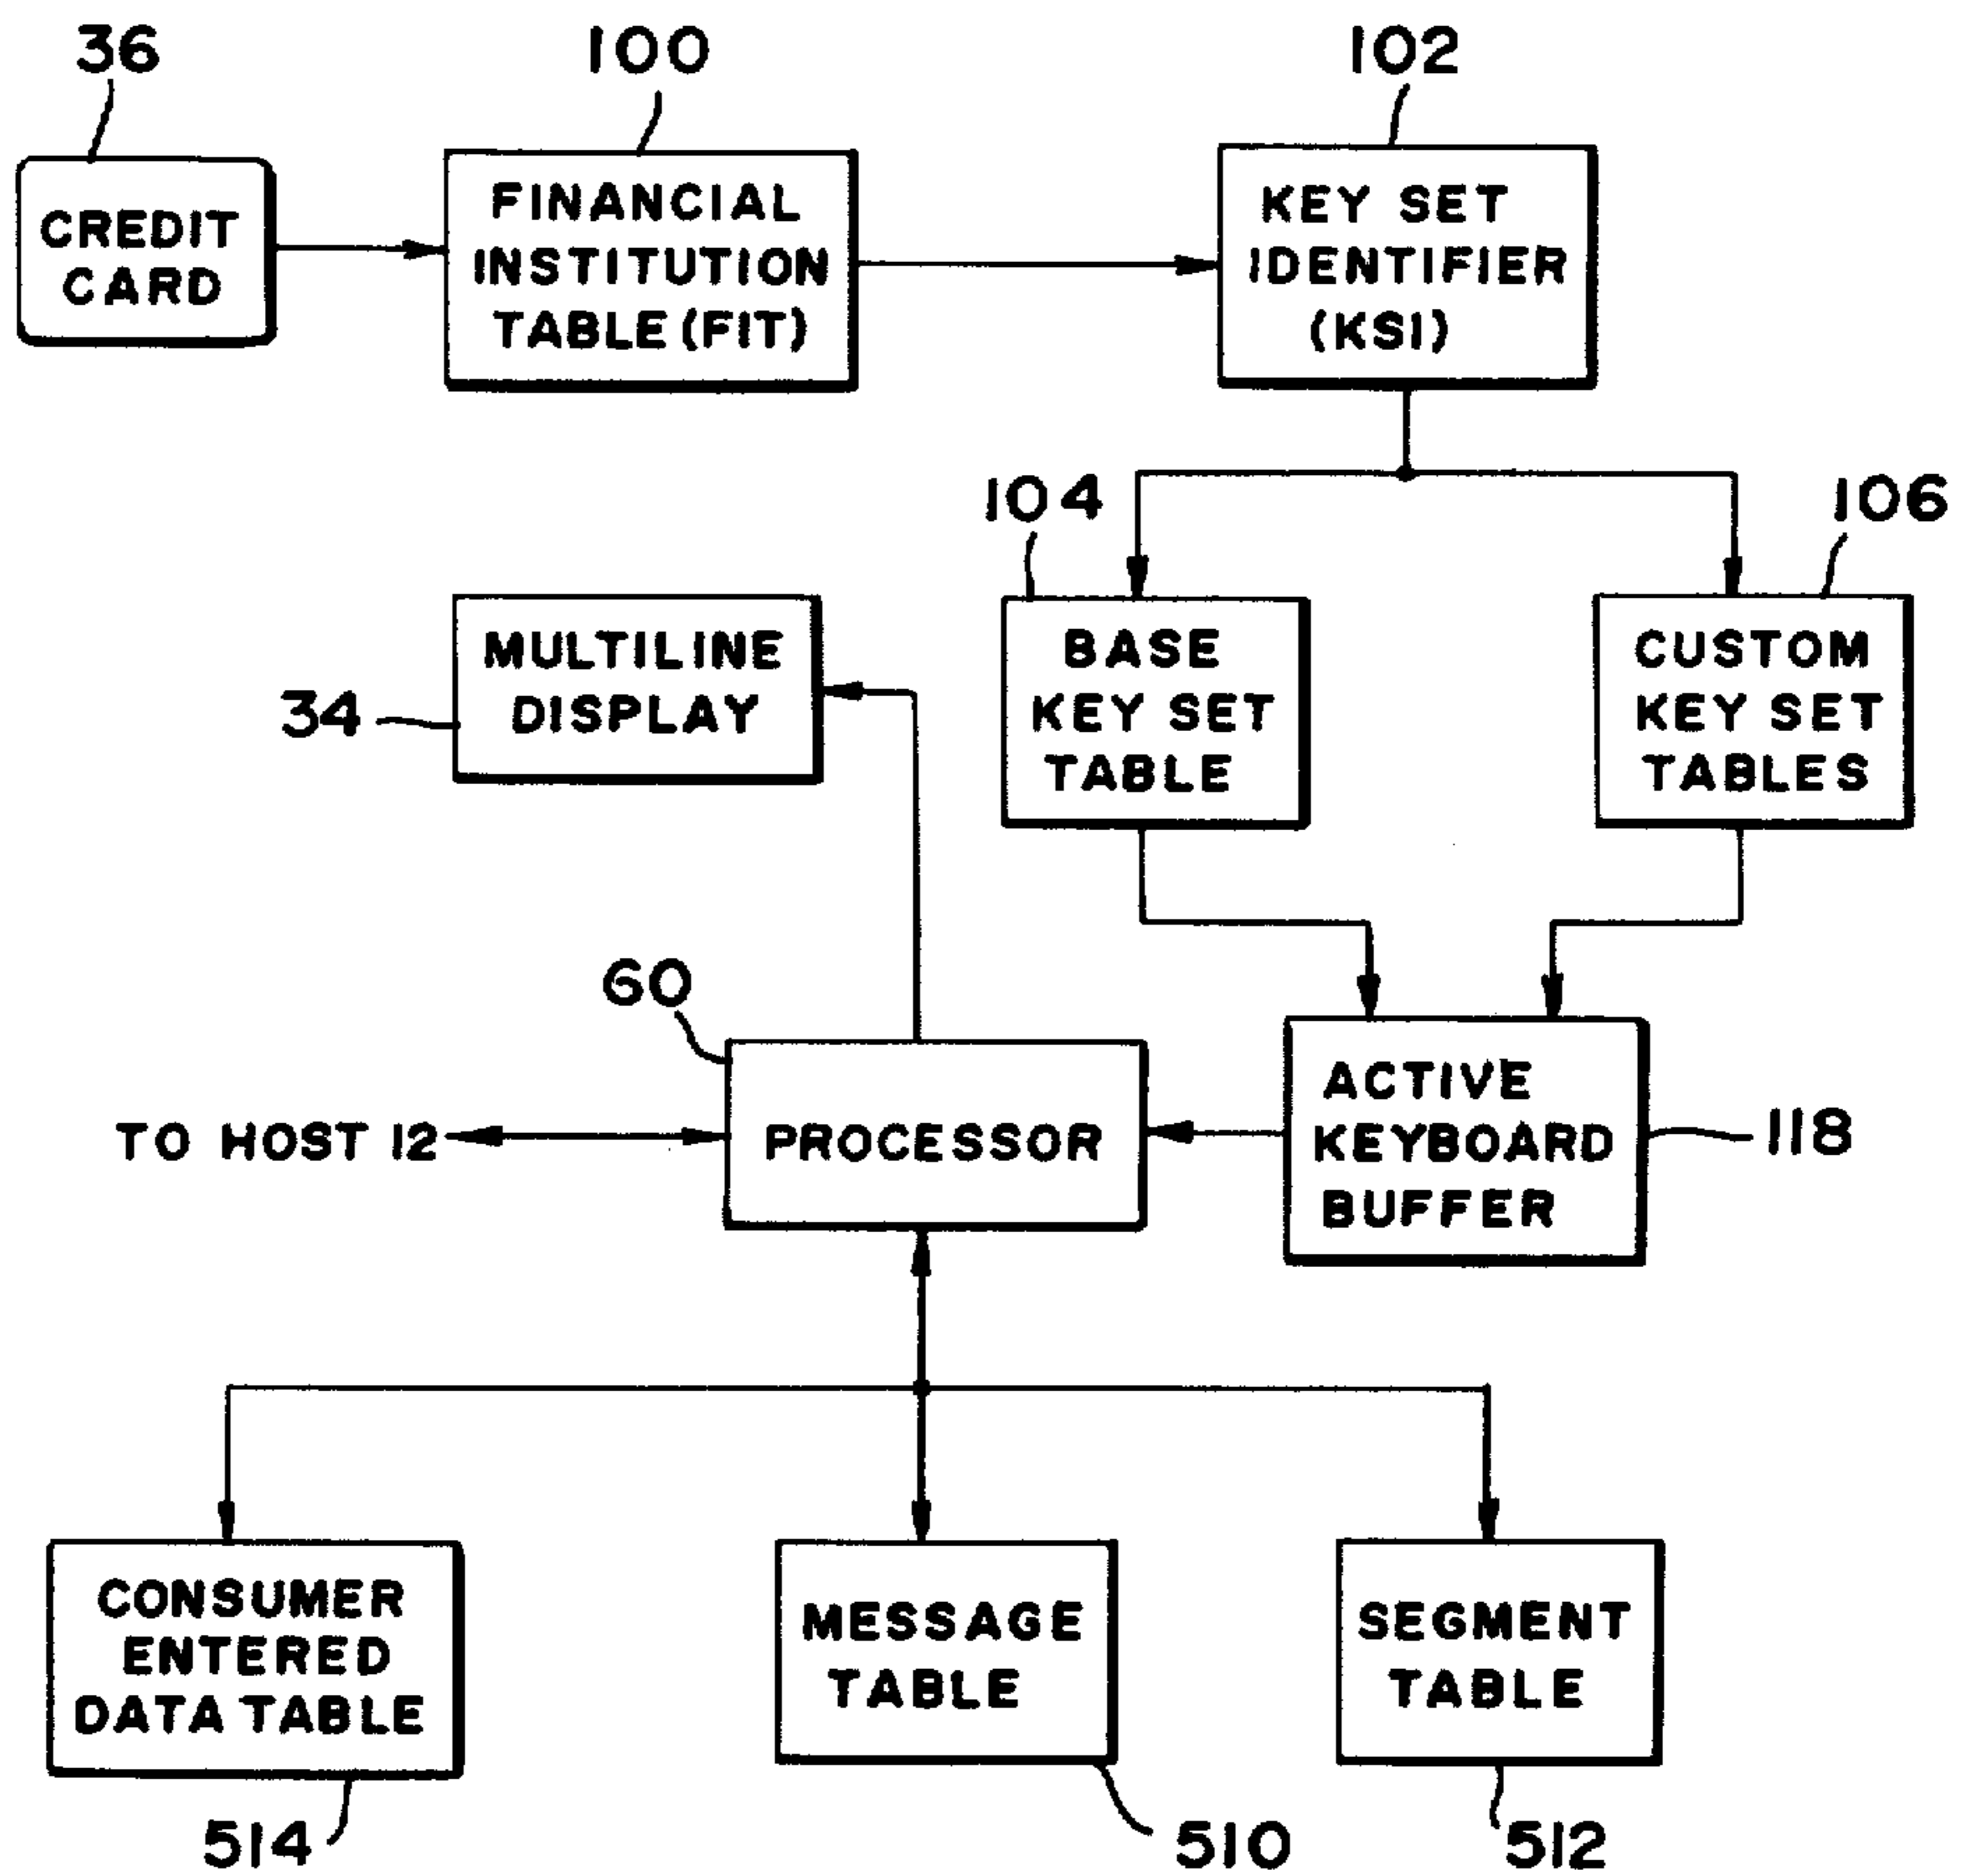 36
100
102
CREDIT
CARD
FINANCIAL
INSTITUTION
TABLE (FIT)
KEY SET
IDENTIFIER
(KSI)
104
106
34
MULTILINE
DISPLAY
BASE
KEY SET
TABLE
CUSTOM
KEY SET
TABLES
60
TO HOST 12
PROCESSOR
ACTIVE
KEYBOARD
BUFFER
118
CONSUMER
ENTERED
DATA TABLE
MESSAGE
TABLE
SEGMENT
TABLE
514
510
512